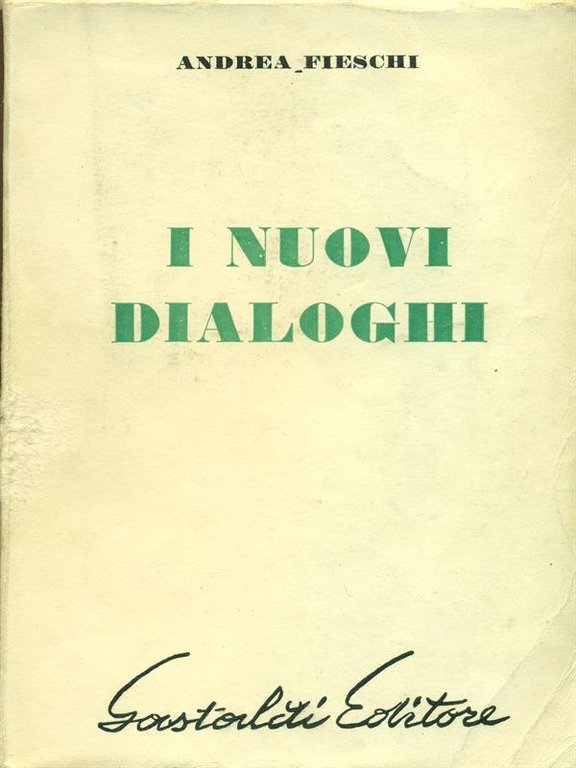 ANDREA FIESCHI
I NUOVI
DIALOGHI
Gastaldi Editore